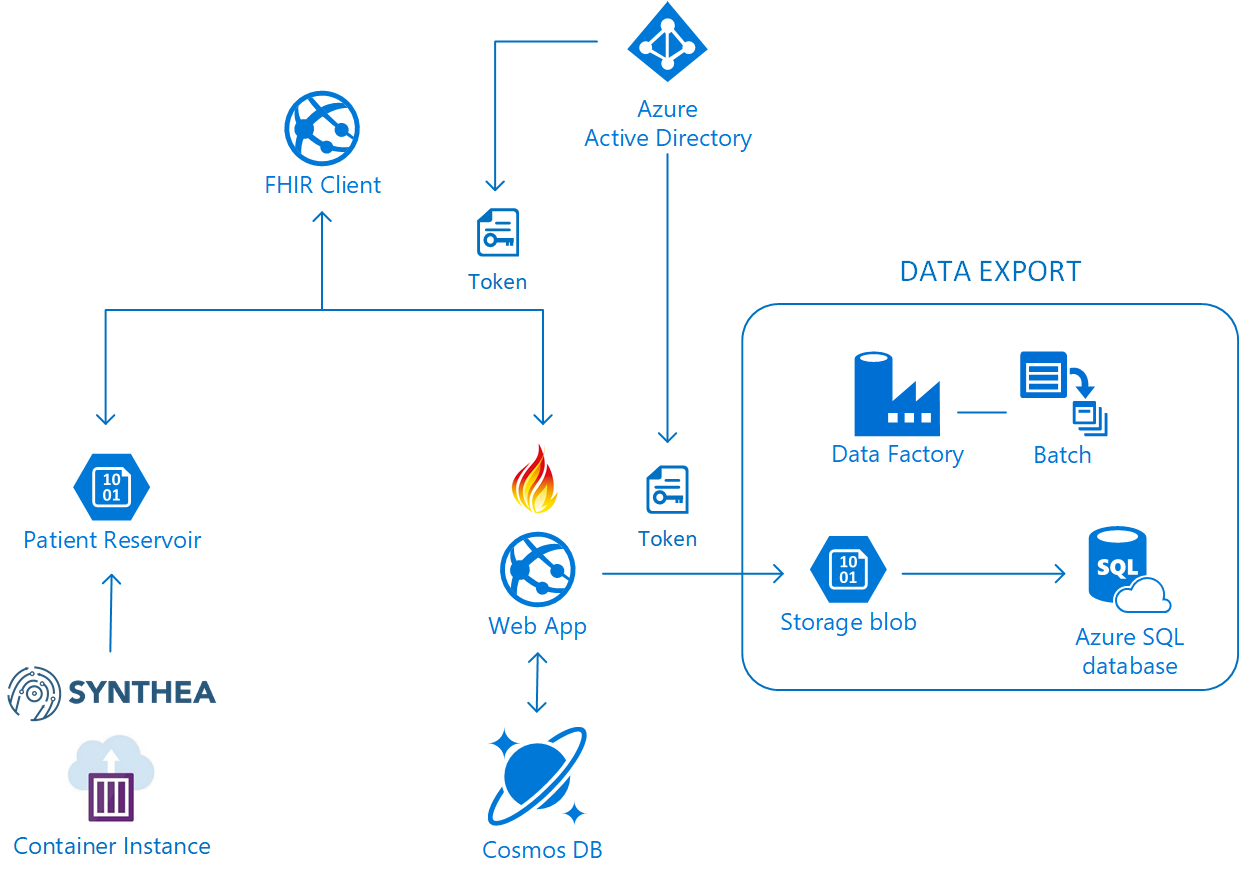 Azure
Active Directory
FHIR Client
Token
DATA EXPORT
Data Factory
Batch
10
01
Patient Reservoir
Token
10
01
SQL
Web App
Storage blob
Azure SQL
database
SYNTHEA
Container Instance
Cosmos DB